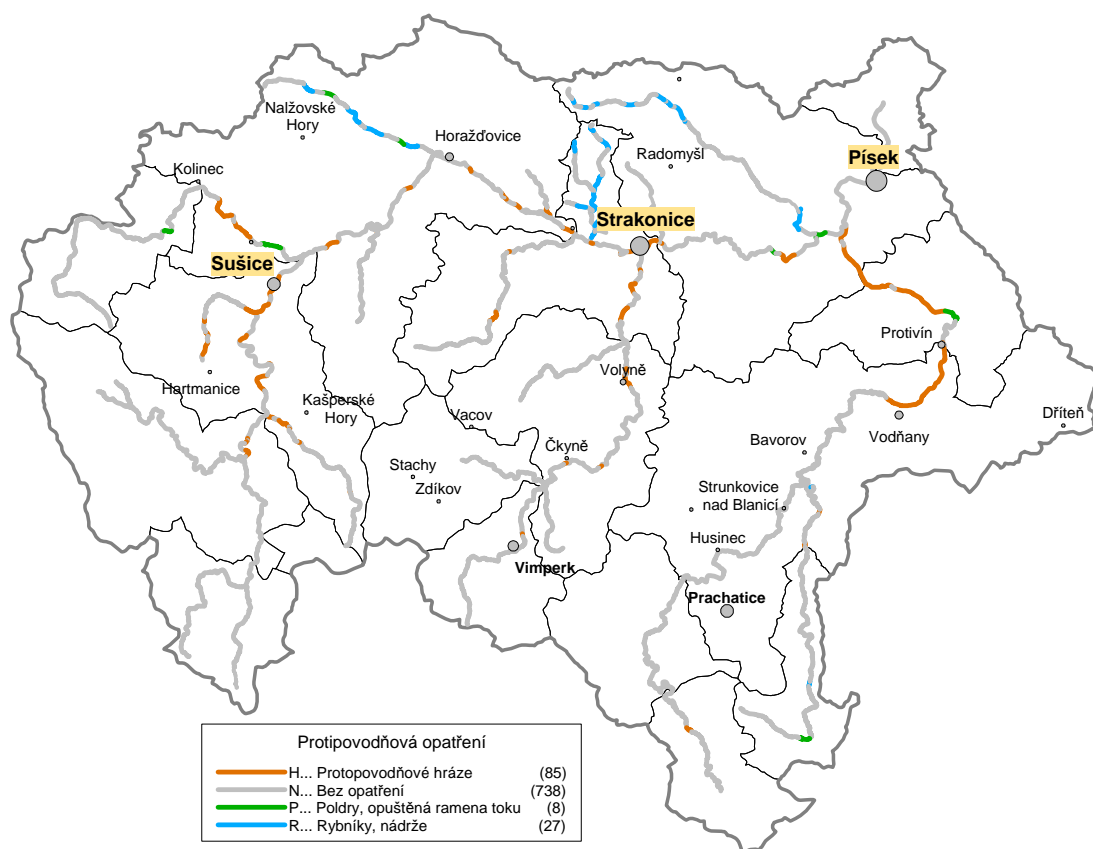 Nalžovské
Hory
Horažďovice
Radomyšl
Písek
Kolinec
Strakonice
Sušice
Protivín
Hartmanice
Volyně
Kašperské
Hory
Vacov
Vodňany
Dříteň
Čkyně
Bavorov
Stachy
Zdíkov
Strunkovice
nad Blanicí
Husinec
Vimperk
Prachatice
Protipovodňová opatření
H... Protopovodňové hráze (85)
N... Bez opatření (738)
P... Poldry, opuštěná ramena toku (8)
R... Rybníky, nádrže (27)